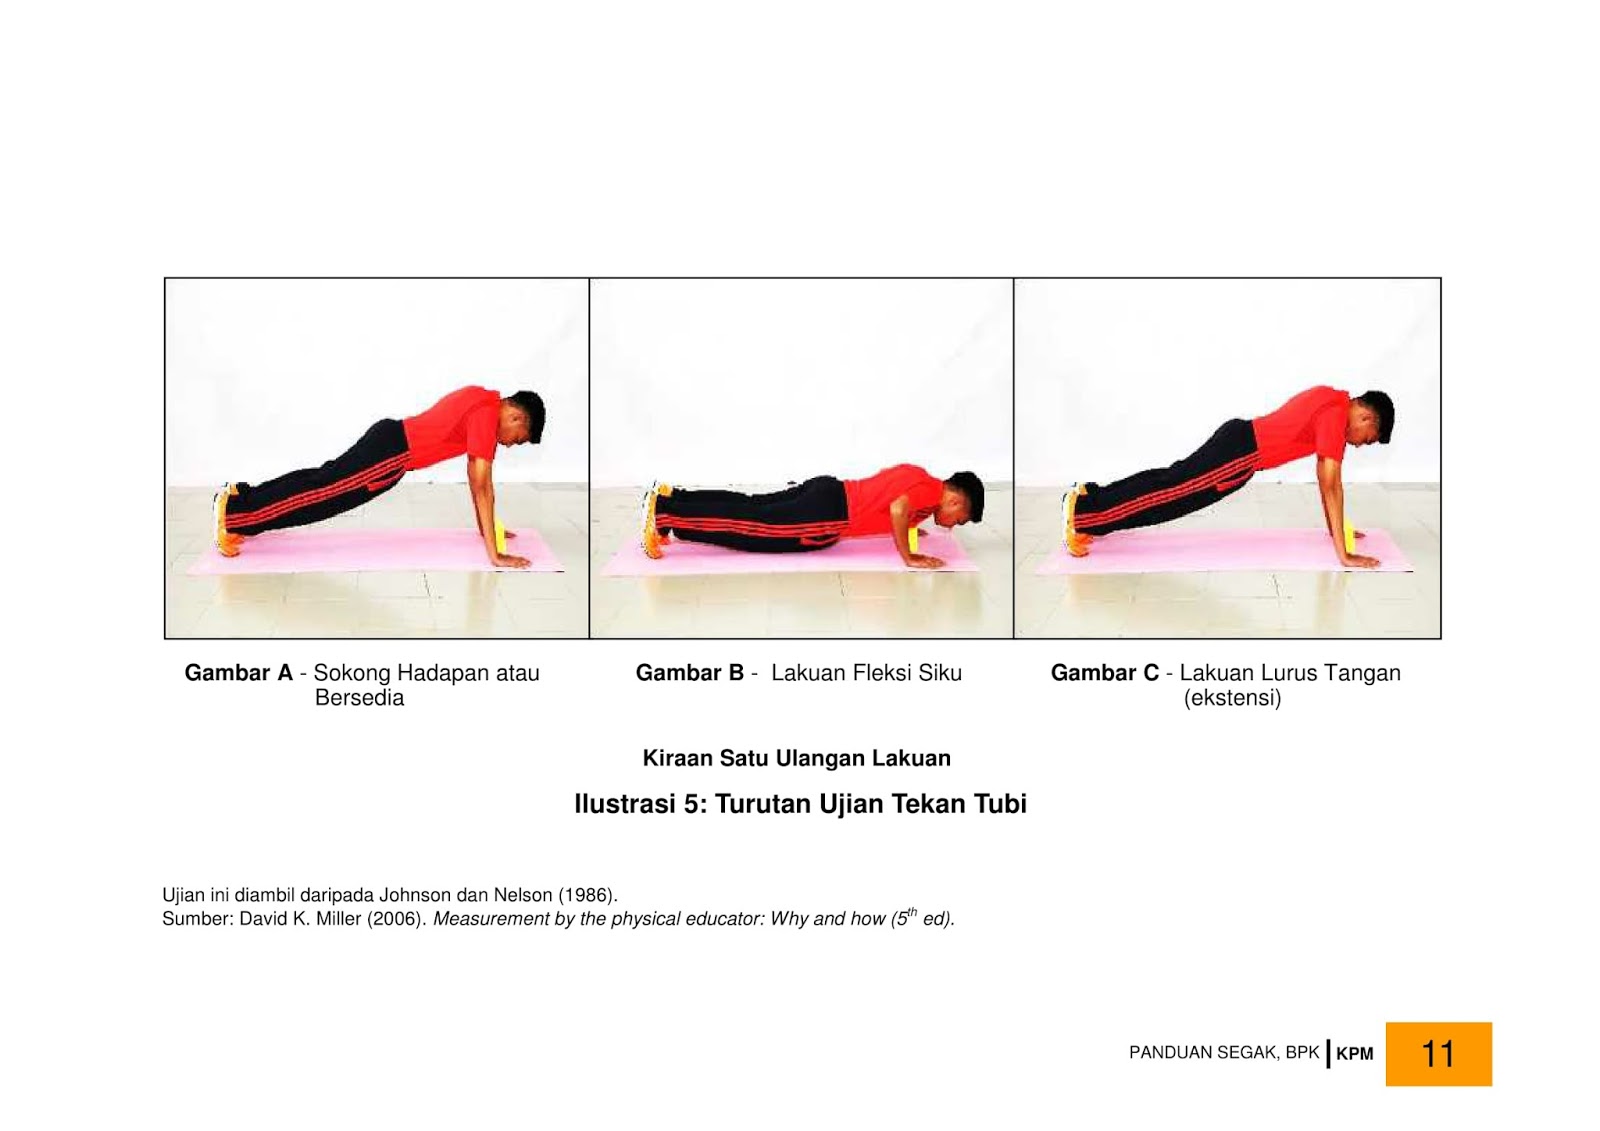 Gambar A - Sokong Hadapan atau
Bersedia
Gambar B - Lakuan Fleksi Siku
Gambar C - Lakuan Lurus Tangan
(ekstensi)
Kiraan Satu Ulangan Lakuan
Ilustrasi 5: Turutan Ujian Tekan Tubi
Ujian ini diambil daripada Johnson dan Nelson (1986).
Sumber: David K. Miller (2006). Measurement by the physical educator: Why and how (5th ed).
PANDUAN SEGAK, BPK | KPM 11